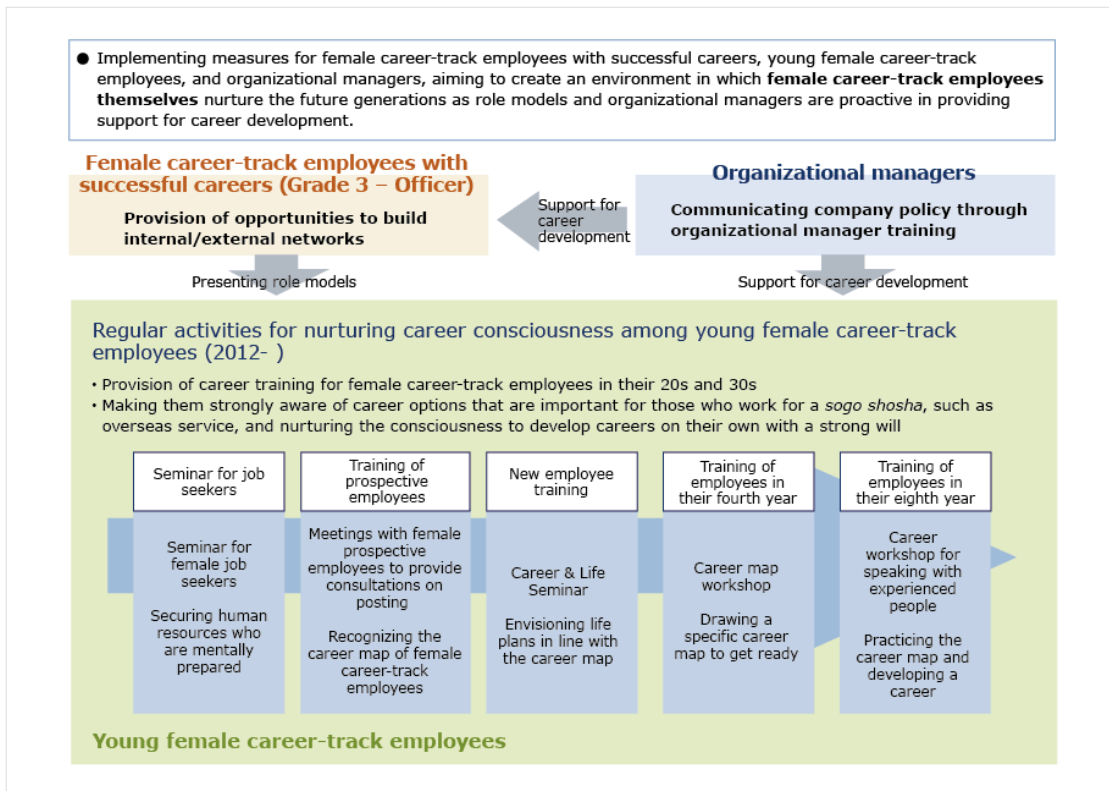 ● Implementing measures for female career-track employees with successful careers, young female career-track
employees, and organizational managers, aiming to create an environment in which female career-track employees
themselves nurture the future generations as role models and organizational managers are proactive in providing
support for career development.
Female career-track employees with
successful careers (Grade 3 – Officer)
Provision of opportunities to build
internal/external networks
Support for
career
development
Organizational managers
Communicating company policy through
organizational manager training
Presenting role models
Support for career development
Regular activities for nurturing career consciousness among young female career-track
employees (2012- )
・Provision of career training for female career-track employees in their 20s and 30s
・Making them strongly aware of career options that are important for those who work for a sogo shosha, such as
overseas service, and nurturing the consciousness to develop careers on their own with a strong will
Seminar for job
seekers
Seminar for
female job
seekers
Securing human
resources who
are mentally
prepared
Training of
prospective
employees
Meetings with female
prospective
employees to provide
consultations on
posting
Recognizing the
career map of female
career-track
employees
New employee
training
Career & Life
Seminar
Envisioning life
plans in line with
the career map
Training of
employees in
their fourth year
Career map
workshop
Drawing a
specific career
map to get ready
Training of
employees in
their eighth year
Career
workshop for
speaking with
experienced
people
Practicing the
career map and
developing a
career
Young female career-track employees